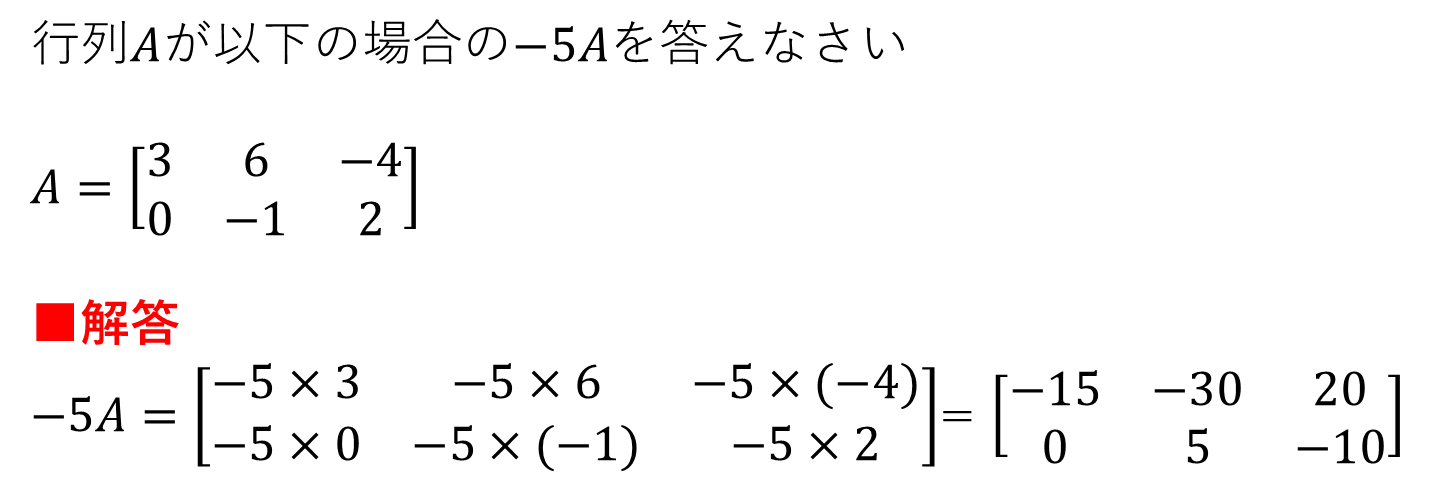 行列Aが以下の場合の−5Aを答えなさい
A = [3 6 −4
0 −1 2]
■解答
−5A = [−5 × 3 −5 × 6 −5 × (−4)
−5 × 0 −5 × (−1) −5 × 2] = [−15 −30 20
0 5 −10]